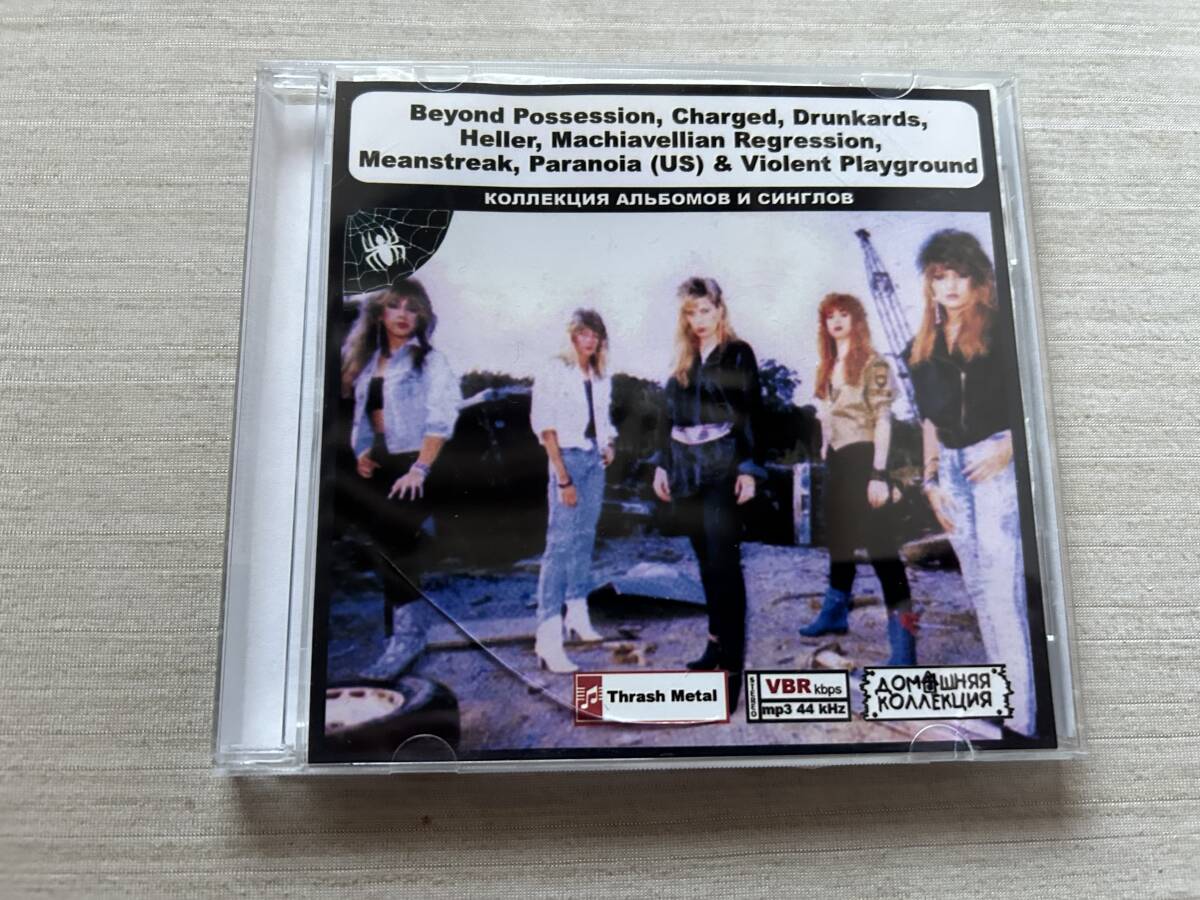 Beyond Possession, Charged, Drunkards,
Heller, Machiavellian Regression,
Meanstreak, Paranoia (US) & Violent Playground
КОЛЛЕКЦИЯ АЛЬБОМОВ И СИНГЛОВ
Thrash Metal
STEREO
VBR kbps
mp3 44 kHz
ДОМАШНЯЯ
КОЛЛЕКЦИЯ